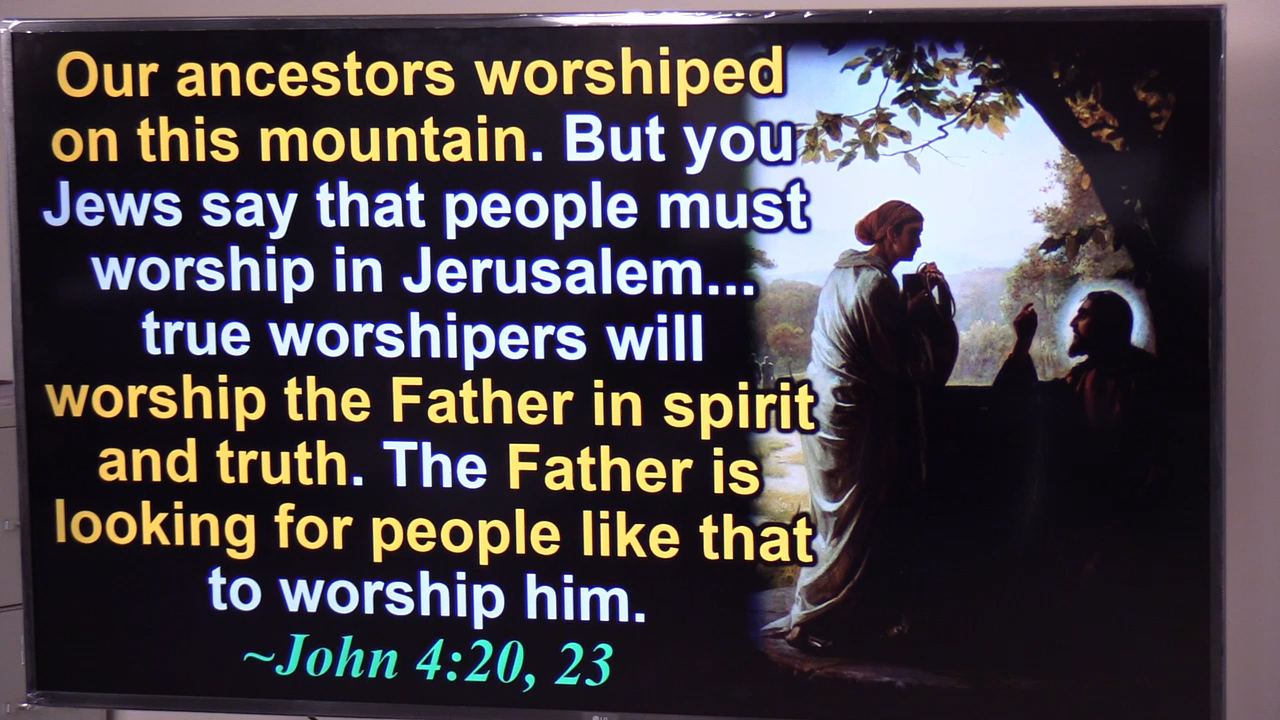 Our ancestors worshiped
on this mountain. But you
Jews say that people must
worship in Jerusalem...
true worshipers will
worship the Father in spirit
and truth. The Father is
looking for people like that
to worship him.
~John 4:20, 23
LG